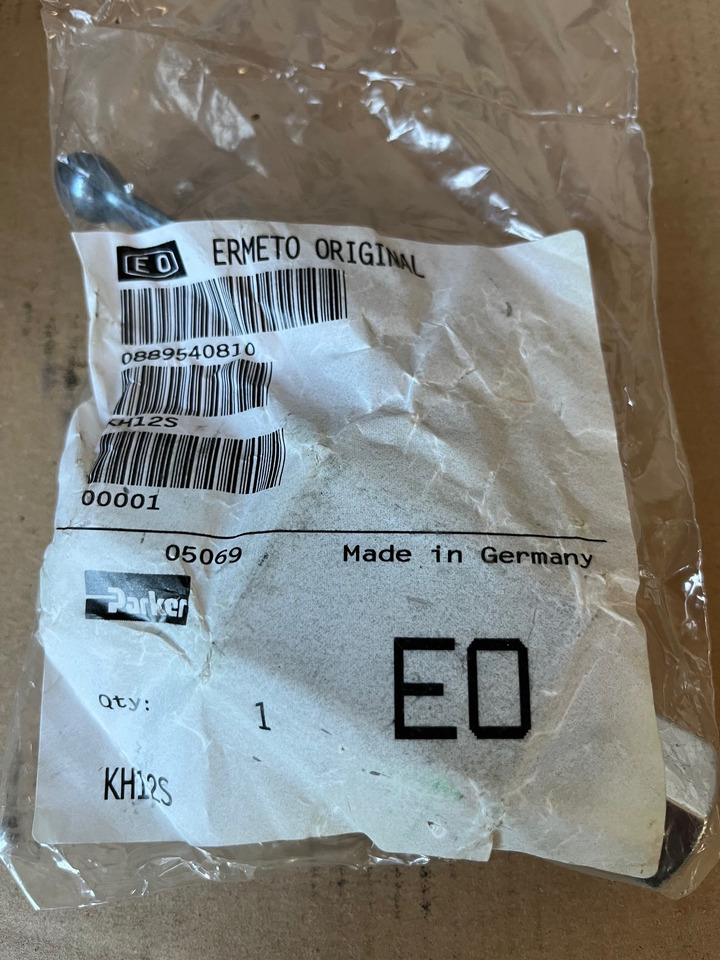 EO ERMETO ORIGINAL
0889540810
KH12S
00001
05069 Made in Germany
Parker
EO
Qty: 1
KH12S